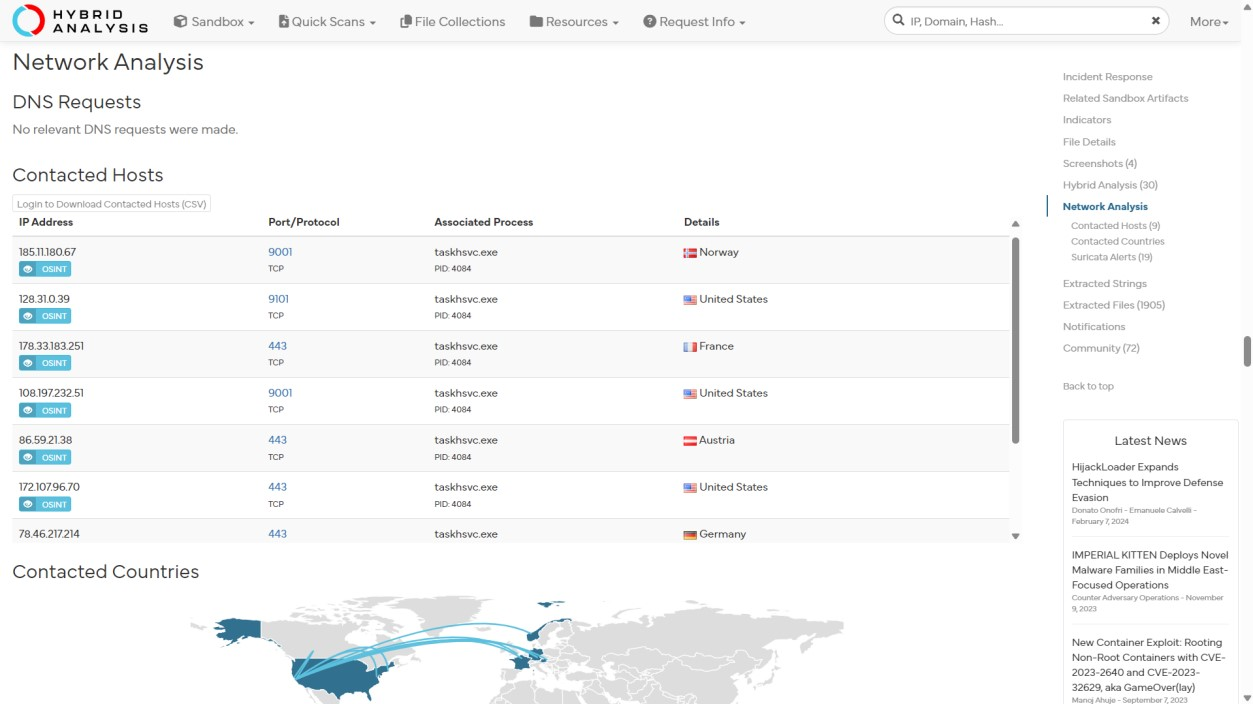 HYBRID
ANALYSIS
Sandbox
Quick Scans
File Collections
Resources
Request Info
IP, Domain, Hash...
More
Network Analysis
DNS Requests
No relevant DNS requests were made.
Contacted Hosts
Login to Download Contacted Hosts (CSV)
IP Address Port/Protocol Associated Process Details
185.11.180.67 9001 taskhsvc.exe Norway
OSINT TCP PID: 4084
128.31.0.39 9101 taskhsvc.exe United States
OSINT TCP PID: 4084
178.33.183.251 443 taskhsvc.exe France
OSINT TCP PID: 4084
108.197.232.51 9001 taskhsvc.exe United States
OSINT TCP PID: 4084
86.59.21.38 443 taskhsvc.exe Austria
OSINT TCP PID: 4084
172.107.96.70 443 taskhsvc.exe United States
OSINT TCP PID: 4084
78.46.217.214 443 taskhsvc.exe Germany
Contacted Countries
Incident Response
Related Sandbox Artifacts
Indicators
File Details
Screenshots (4)
Hybrid Analysis (30)
Network Analysis
Contacted Hosts (9)
Contacted Countries
Suricata Alerts (19)
Extracted Strings
Extracted Files (1905)
Notifications
Community (72)
Back to top
Latest News
HijackLoader Expands
Techniques to Improve Defense
Evasion
Donato Onofri - Emanuele Calvelli -
February 7, 2024
IMPERIAL KITTEN Deploys Novel
Malware Families in Middle East-
Focused Operations
Counter Adversary Operations - November
9, 2023
New Container Exploit: Rooting
Non-Root Containers with CVE-
2023-2640 and CVE-2023-
32629, aka GameOver(lay)
Manoj Ahuje - September 7, 2023